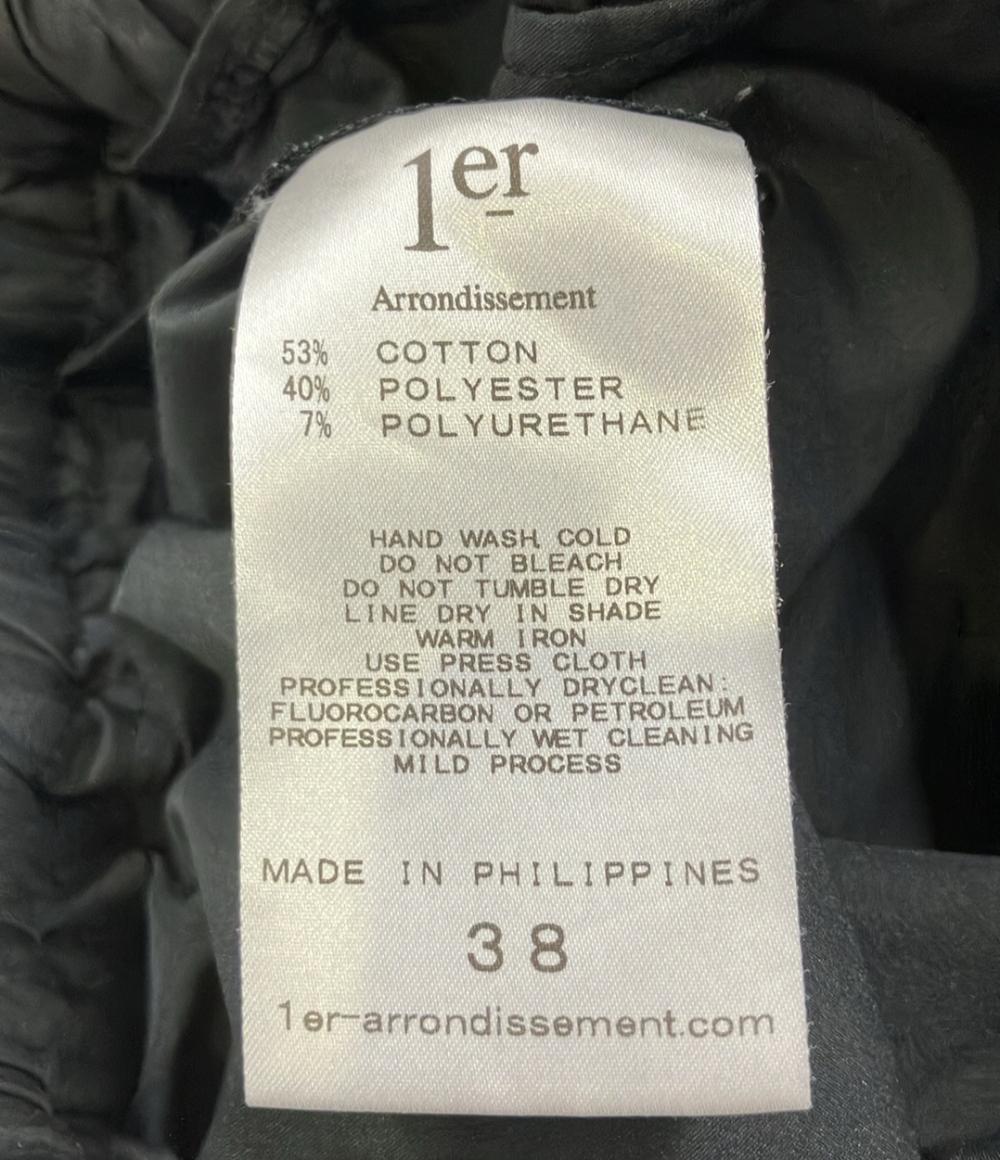 1er
Arrondissement
53% COTTON
40% POLYESTER
7% POLYURETHANE
HAND WASH COLD
DO NOT BLEACH
DO NOT TUMBLE DRY
LINE DRY IN SHADE
WARM IRON
USE PRESS CLOTH
PROFESSIONALLY DRYCLEAN:
FLUOROCARBON OR PETROLEUM
PROFESSIONALLY WET CLEANING
MILD PROCESS
MADE IN PHILIPPINES
38
1er-arrondissement.com